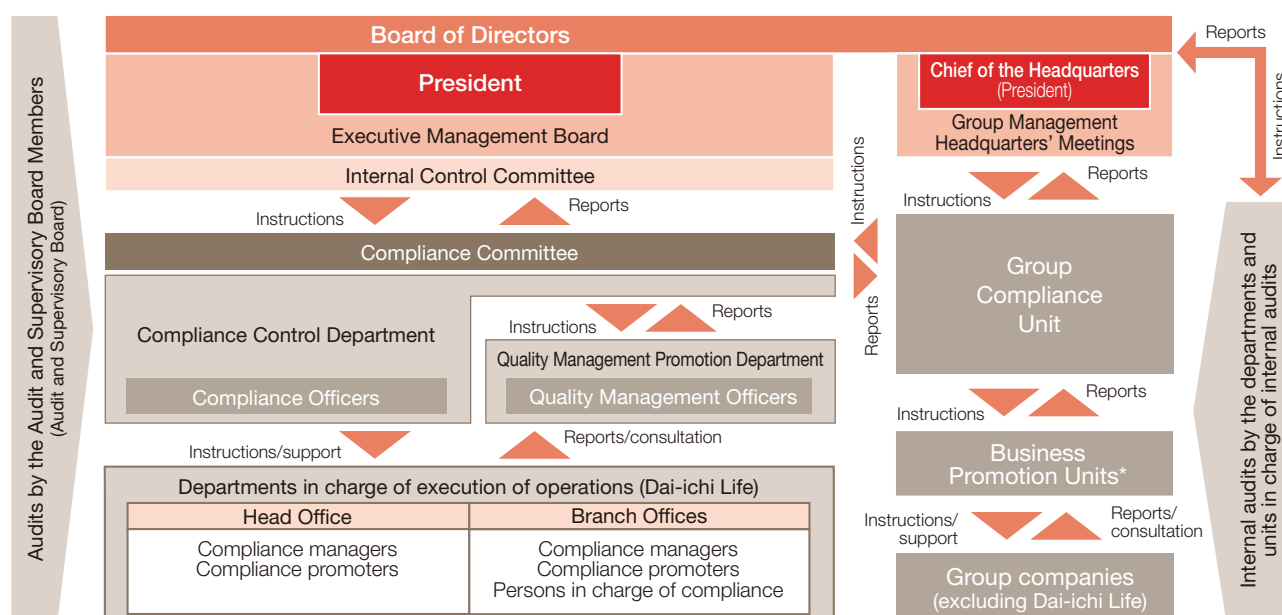 Audits by the Audit and Supervisory Board Members
(Audit and Supervisory Board)
Board of Directors
President
Executive Management Board
Internal Control Committee
Instructions
Reports
Compliance Committee
Compliance Control Department
Compliance Officers
Instructions
Reports
Quality Management Promotion Department
Quality Management Officers
Instructions/support
Reports/consultation
Departments in charge of execution of operations (Dai-ichi Life)
Head Office
Compliance managers
Compliance promoters
Branch Offices
Compliance managers
Compliance promoters
Persons in charge of compliance
Instructions
Reports
Chief of the Headquarters
(President)
Group Management
Headquarters' Meetings
Instructions
Reports
Group
Compliance
Unit
Instructions
Reports
Business
Promotion Units*
Instructions/
support
Reports/
consultation
Group companies
(excluding Dai-ichi Life)
Reports
Instructions
Internal audits by the departments and
units in charge of internal audits